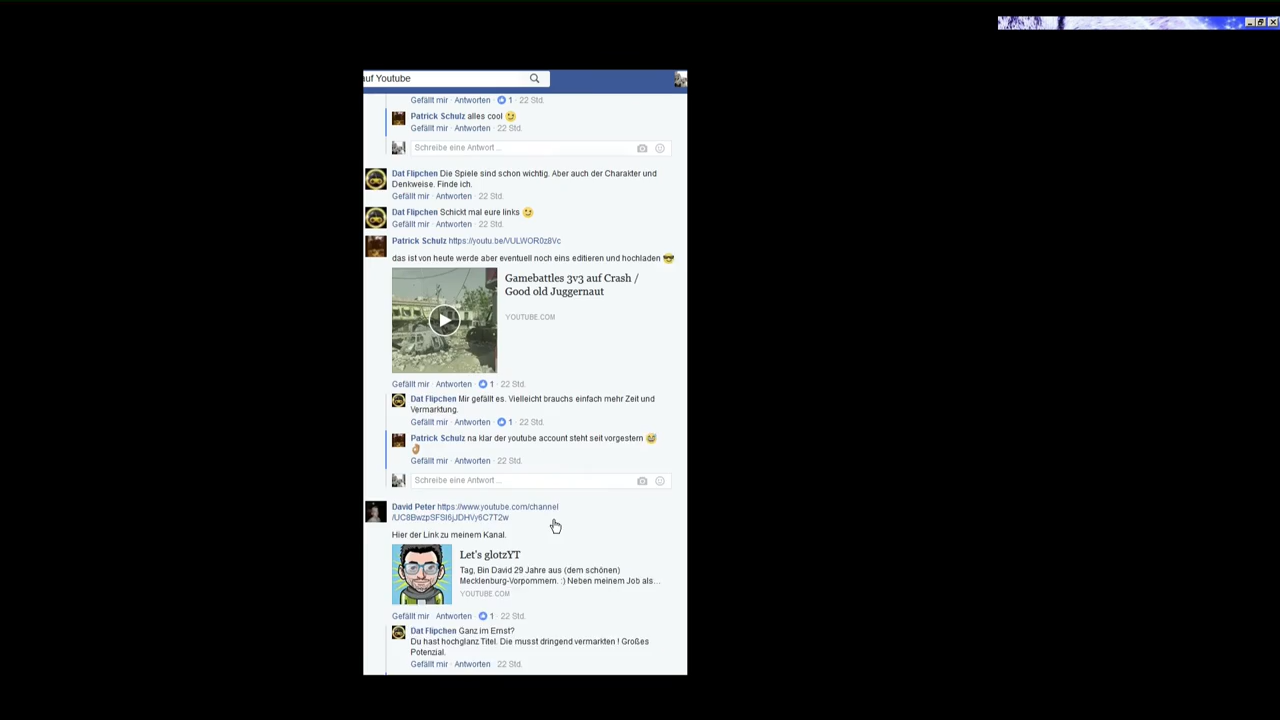 uf Youtube
Gefällt mir · Antworten · 1 · 22 Std.
Patrick Schulz alles cool
Gefällt mir · Antworten · 22 Std.
Schreibe eine Antwort ...
Dat Flipchen Die Spiele sind schon wichtig. Aber auch der Charakter und
Denkweise. Finde ich.
Gefällt mir · Antworten · 22 Std.
Dat Flipchen Schickt mal eure links
Gefällt mir · Antworten · 22 Std.
Patrick Schulz https://youtu.be/VULWOR0z8Vc
das ist von heute werde aber eventuell noch eins editieren und hochladen
Gamebattles 3v3 auf Crash /
Good old Juggernaut
YOUTUBE.COM
Gefällt mir · Antworten · 1 · 22 Std.
Dat Flipchen Mir gefällt es. Vielleicht brauchs einfach mehr Zeit und
Vermarktung.
Gefällt mir · Antworten · 1 · 22 Std.
Patrick Schulz na klar der youtube account steht seit vorgestern
Gefällt mir · Antworten · 22 Std.
Schreibe eine Antwort ...
David Peter https://www.youtube.com/channel
/UC8BwzpSFSI6jJDHVy6C7T2w
Hier der Link zu meinem Kanal.
Let's glotzYT
Tag, Bin David 29 Jahre aus (dem schönen)
Mecklenburg-Vorpommern. :) Neben meinem Job als...
YOUTUBE.COM
Gefällt mir · Antworten · 1 · 22 Std.
Dat Flipchen Ganz im Ernst?
Du hast hochglanz Titel. Die musst dringend vermarkten ! Großes
Potenzial.
Gefällt mir · Antworten · 22 Std.